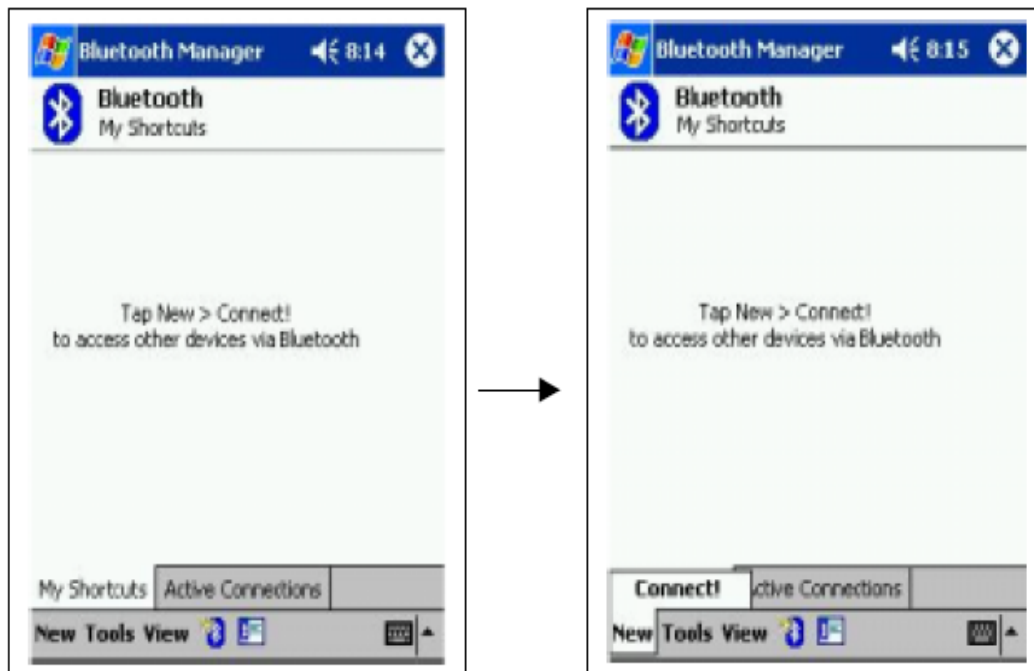 Bluetooth Manager 8:14
Bluetooth
My Shortcuts
Tap New > Connect!
to access other devices via Bluetooth
My Shortcuts Active Connections
New Tools View
Bluetooth Manager 8:15
Bluetooth
My Shortcuts
Tap New > Connect!
to access other devices via Bluetooth
Connect! ctive Connections
New Tools View